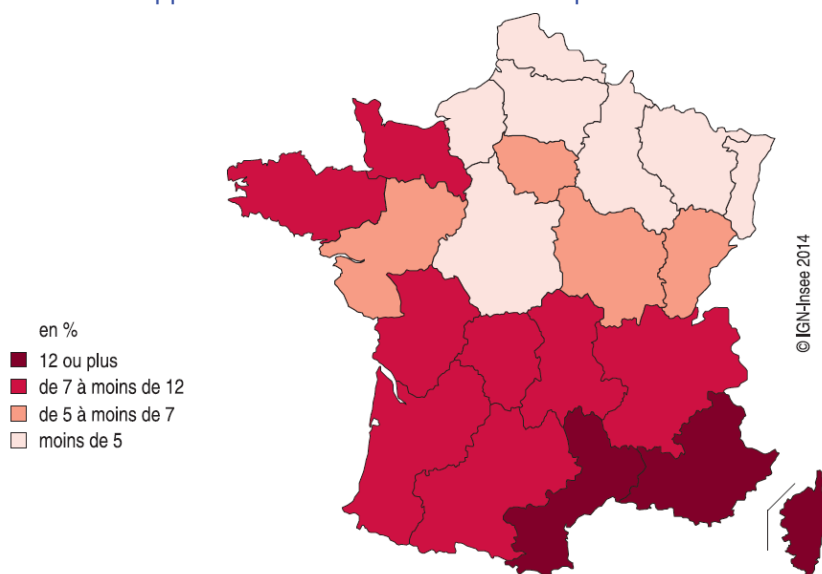 en %
12 ou plus
de 7 à moins de 12
de 5 à moins de 7
moins de 5
© IGN-Insee 2014